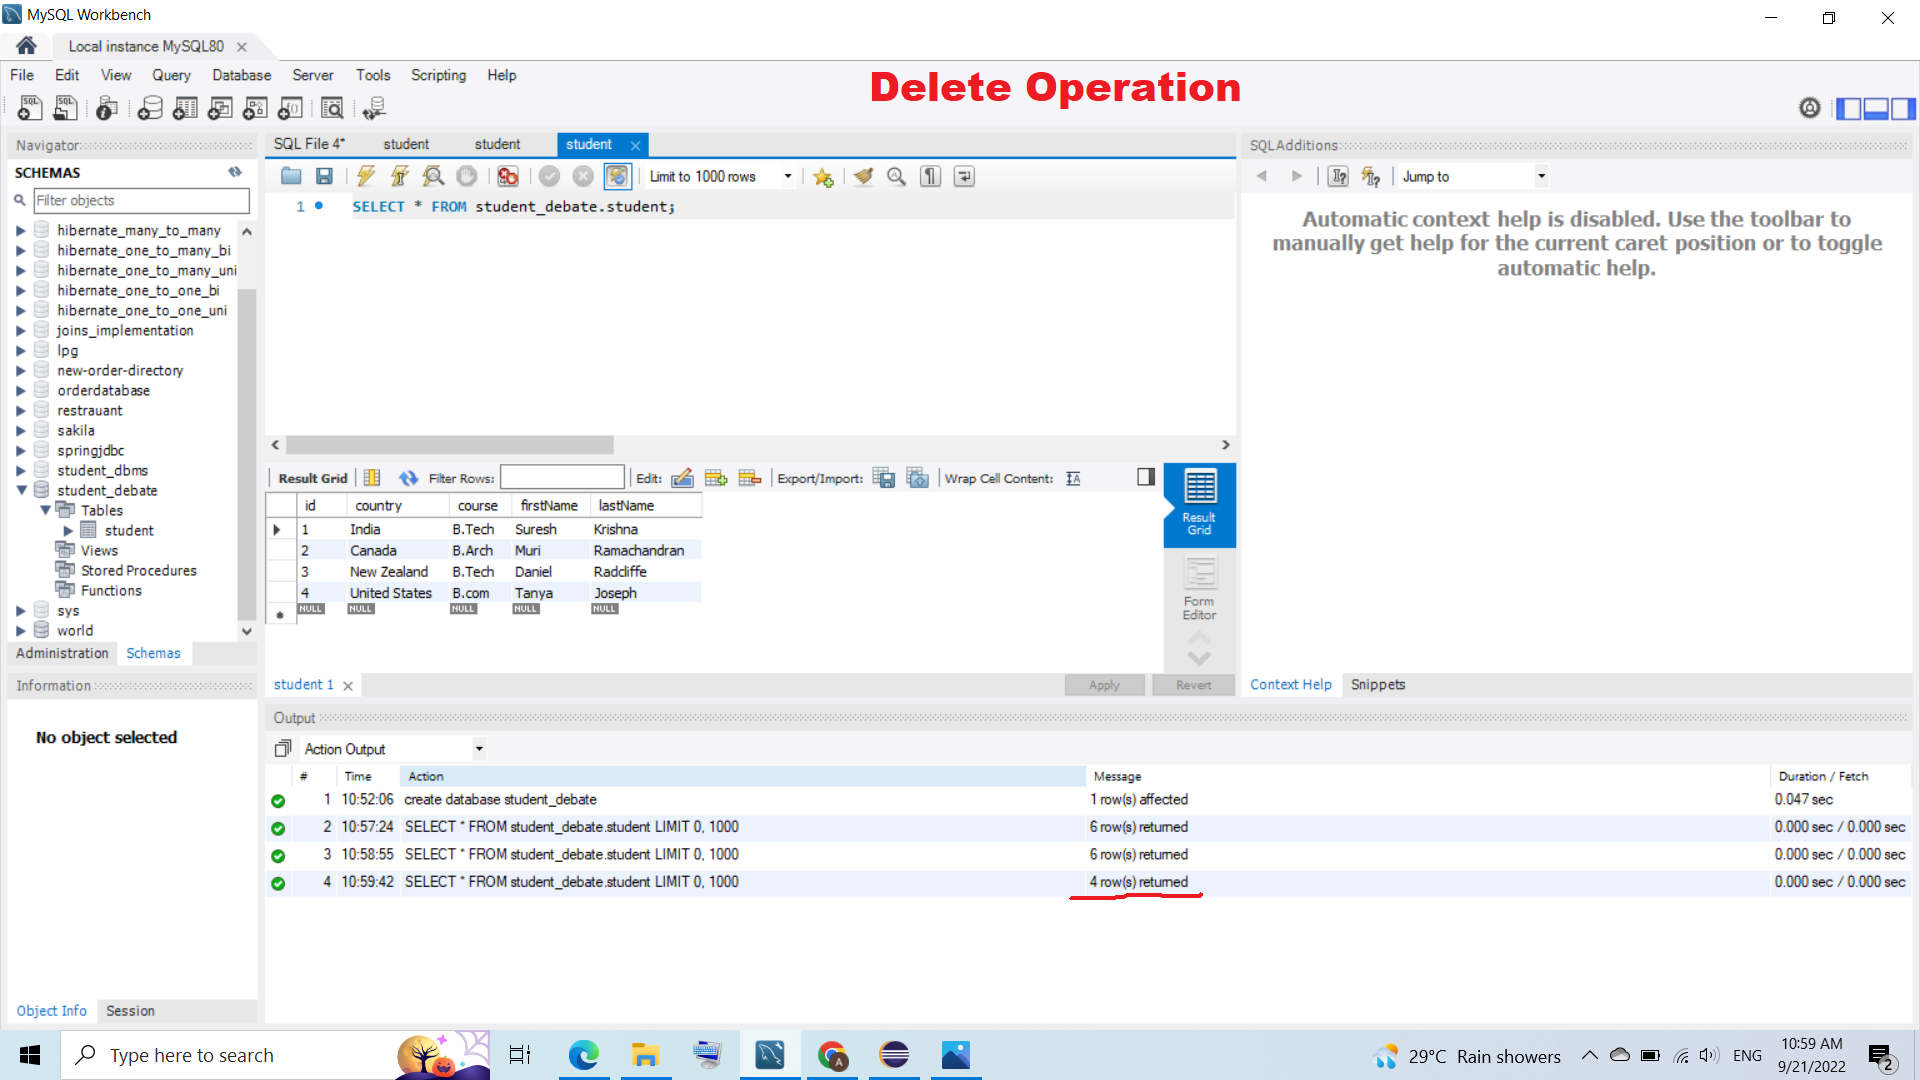 MySQL Workbench
Local instance MySQL80
File Edit View Query Database Server Tools Scripting Help
Delete Operation
Navigator
SCHEMAS
Filter objects
hibernate_many_to_many
hibernate_one_to_many_bi
hibernate_one_to_many_uni
hibernate_one_to_one_bi
hibernate_one_to_one_uni
joins_implementation
lpg
new-order-directory
orderdatabase
restrauant
sakila
springjdbc
student_dbms
student_debate
Tables
student
Views
Stored Procedures
Functions
sys
world
Administration Schemas
Information
No object selected
Object Info Session
SQL File 4* student student student
Limit to 1000 rows
1 SELECT * FROM student_debate.student;
Result Grid Filter Rows: Edit: Export/Import: Wrap Cell Content:
id country course firstName lastName
1 India B.Tech Suresh Krishna
2 Canada B.Arch Muri Ramachandran
3 New Zealand B.Tech Daniel Radcliffe
4 United States B.com Tanya Joseph
NULL NULL NULL NULL NULL
Result
Grid
Form
Editor
student 1 Apply Revert
SQLAdditions
Jump to
Automatic context help is disabled. Use the toolbar to
manually get help for the current caret position or to toggle
automatic help.
Context Help Snippets
Output
Action Output
# Time Action Message Duration / Fetch
1 10:52:06 create database student_debate 1 row(s) affected 0.047 sec
2 10:57:24 SELECT * FROM student_debate.student LIMIT 0, 1000 6 row(s) returned 0.000 sec / 0.000 sec
3 10:58:55 SELECT * FROM student_debate.student LIMIT 0, 1000 6 row(s) returned 0.000 sec / 0.000 sec
4 10:59:42 SELECT * FROM student_debate.student LIMIT 0, 1000 4 row(s) returned 0.000 sec / 0.000 sec
Type here to search
29°C Rain showers
ENG
10:59 AM
9/21/2022
2